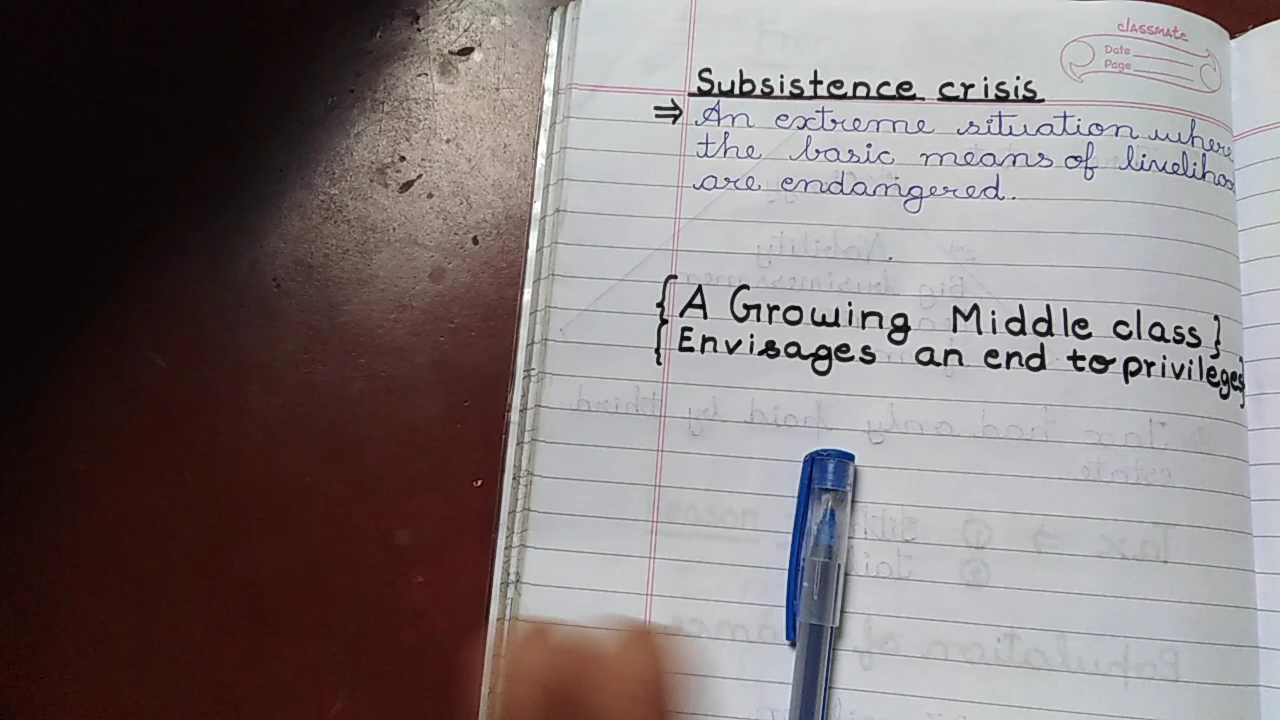 classmate
Date
Page
Subsistence crisis
⇒ An extreme situation where
the basic means of livelihoo
are endangered.
{A Growing Middle class}
{Envisages an end to privileges}